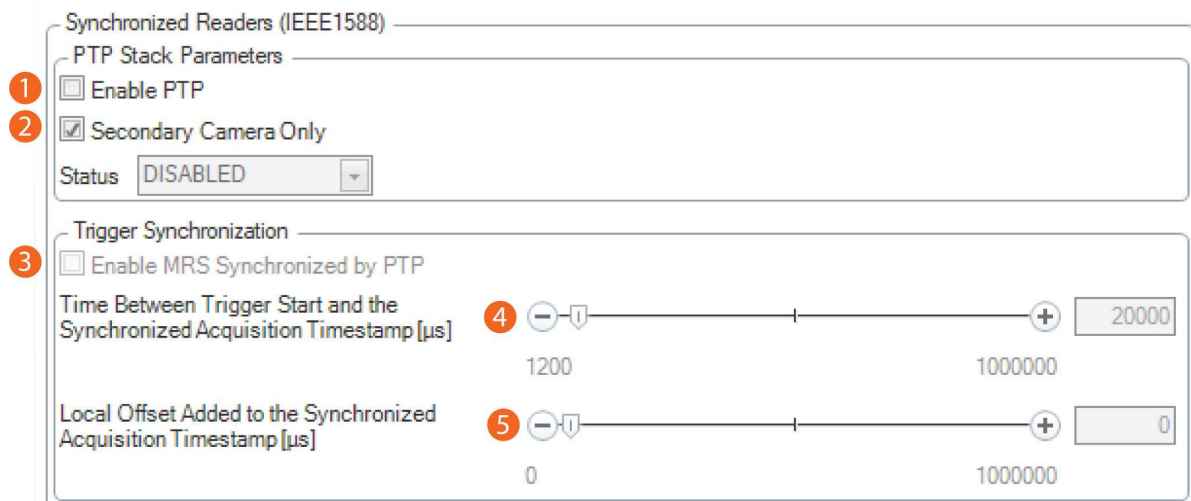 Synchronized Readers (IEEE1588)
PTP Stack Parameters
1 Enable PTP
2 Secondary Camera Only
Status DISABLED
Trigger Synchronization
3 Enable MRS Synchronized by PTP
Time Between Trigger Start and the
Synchronized Acquisition Timestamp [µs]
4 20000
1200 1000000
Local Offset Added to the Synchronized
Acquisition Timestamp [µs]
5 0
0 1000000